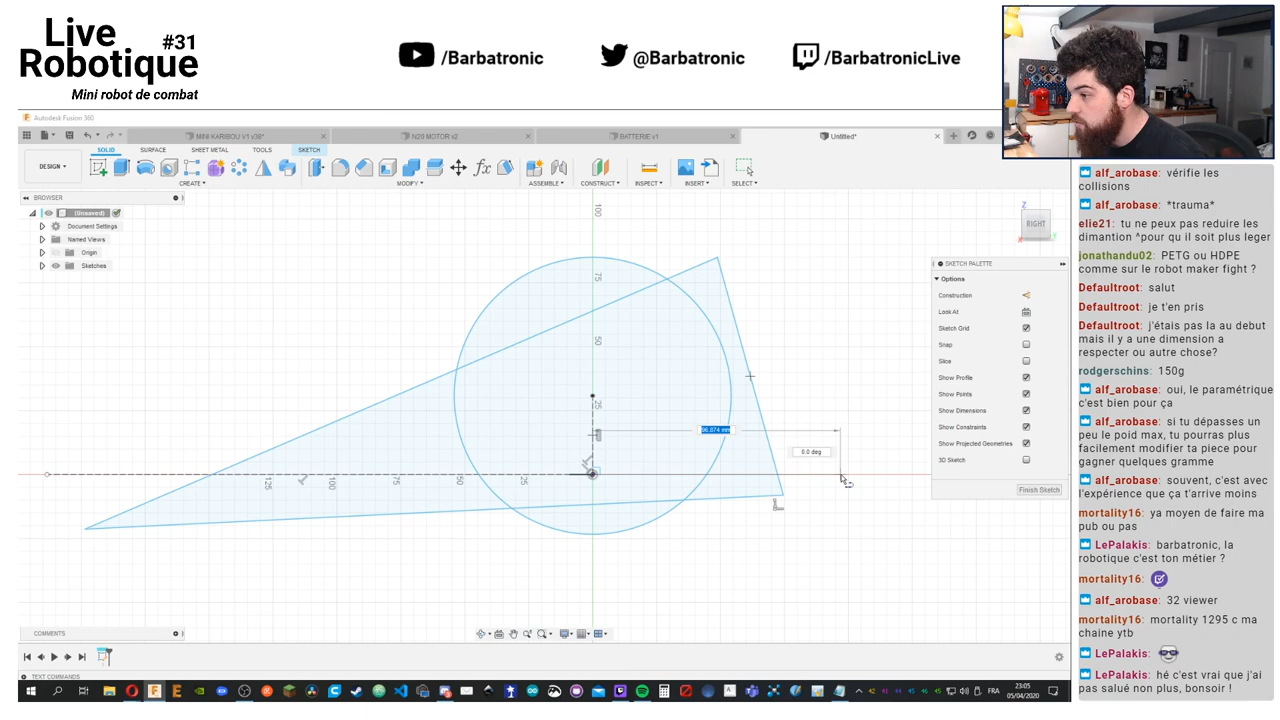 Live
Robotique #31
Mini robot de combat
/Barbatronic
@Barbatronic
/BarbatronicLive
Autodesk Fusion 360
MINI KARIBOU V1 v38*
N20 MOTOR v2
BATTERIE v1
Untitled*
SOLID
SURFACE
SHEET METAL
TOOLS
SKETCH
DESIGN
CREATE
MODIFY
ASSEMBLE
CONSTRUCT
INSPECT
INSERT
SELECT
BROWSER
(Unsaved)
Document Settings
Named Views
Origin
Sketches
100
75
50
25
125
100
75
50
25
96.874 mm
0.0 deg
Z
RIGHT
X
Y
SKETCH PALETTE
Options
Construction
Look At
Sketch Grid
Snap
Slice
Show Profile
Show Points
Show Dimensions
Show Constraints
Show Projected Geometries
3D Sketch
Finish Sketch
COMMENTS
TEXT COMMANDS
FRA
23:05
05/04/2020
alf_arobase: vérifie les
collisions
alf_arobase: *trauma*
elie21: tu ne peux pas reduire les
dimantion ^pour qu il soit plus leger
jonathandu02: PETG ou HDPE
comme sur le robot maker fight ?
Defaultroot: salut
Defaultroot: je t'en pris
Defaultroot: j'étais pas la au debut
mais il y a une dimension a
respecter ou autre chose?
rodgerschins: 150g
alf_arobase: oui, le paramétrique
c'est bien pour ça
alf_arobase: si tu dépasses un
peu le poid max, tu pourras plus
facilement modifier ta piece pour
gagner quelques gramme
alf_arobase: souvent, c'est avec
l'expérience que ça t'arrive moins
mortality16: ya moyen de faire ma
pub ou pas
LePalakis: barbatronic, la
robotique c'est ton métier ?
mortality16:
alf_arobase: 32 viewer
mortality16: mortality 1295 c ma
chaine ytb
LePalakis:
LePalakis: hé c'est vrai que j'ai
pas salué non plus, bonsoir !